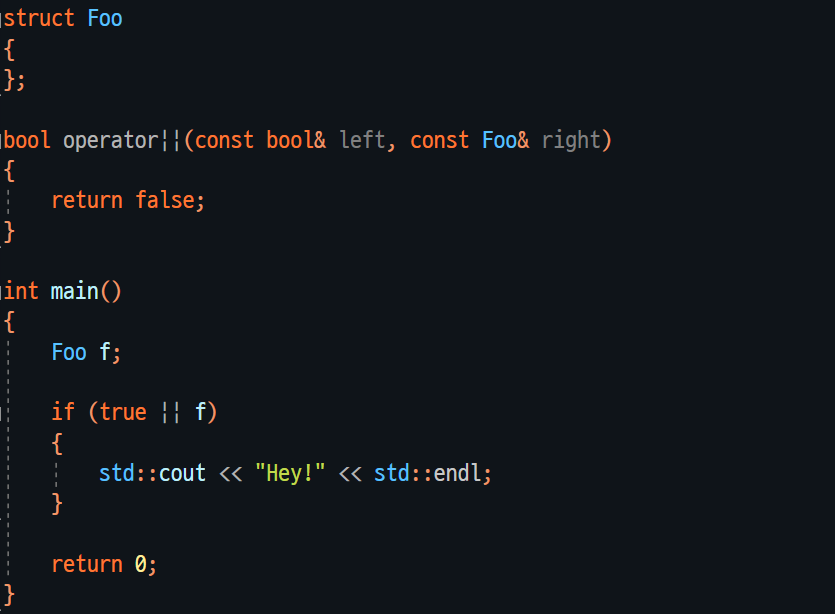 struct Foo
{
};
bool operator||(const bool& left, const Foo& right)
{
    return false;
}
int main()
{
    Foo f;
    if (true || f)
    {
        std::cout << "Hey!" << std::endl;
    }
    return 0;
}